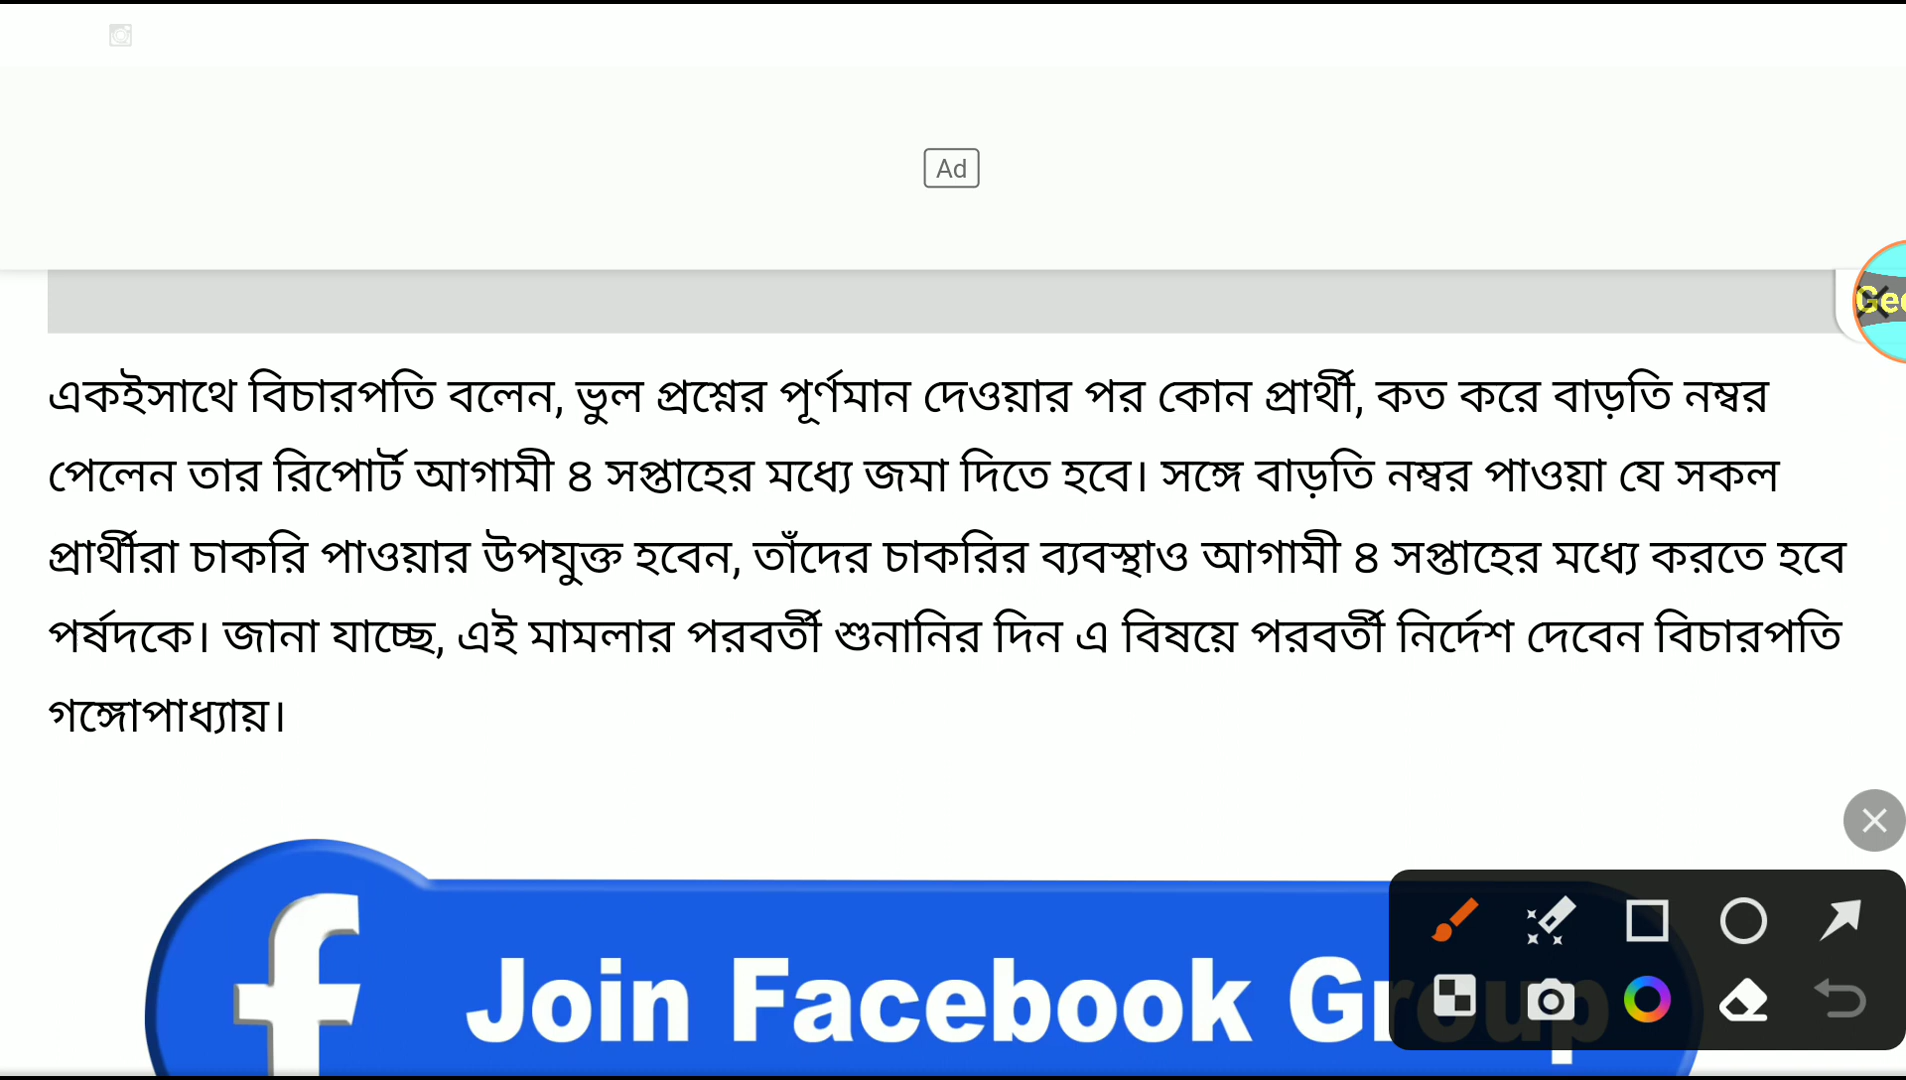 Ad
একইসাথে বিচারপতি বলেন, ভুল প্রশ্নের পূর্ণমান দেওয়ার পর কোন প্রার্থী, কত করে বাড়তি নম্বর
পেলেন তার রিপোর্ট আগামী ৪ সপ্তাহের মধ্যে জমা দিতে হবে। সঙ্গে বাড়তি নম্বর পাওয়া যে সকল
প্রার্থীরা চাকরি পাওয়ার উপযুক্ত হবেন, তাঁদের চাকরির ব্যবস্থাও আগামী ৪ সপ্তাহের মধ্যে করতে হবে
পর্ষদকে। জানা যাচ্ছে, এই মামলার পরবর্তী শুনানির দিন এ বিষয়ে পরবর্তী নির্দেশ দেবেন বিচারপতি
গঙ্গোপাধ্যায়।
Join Facebook Group